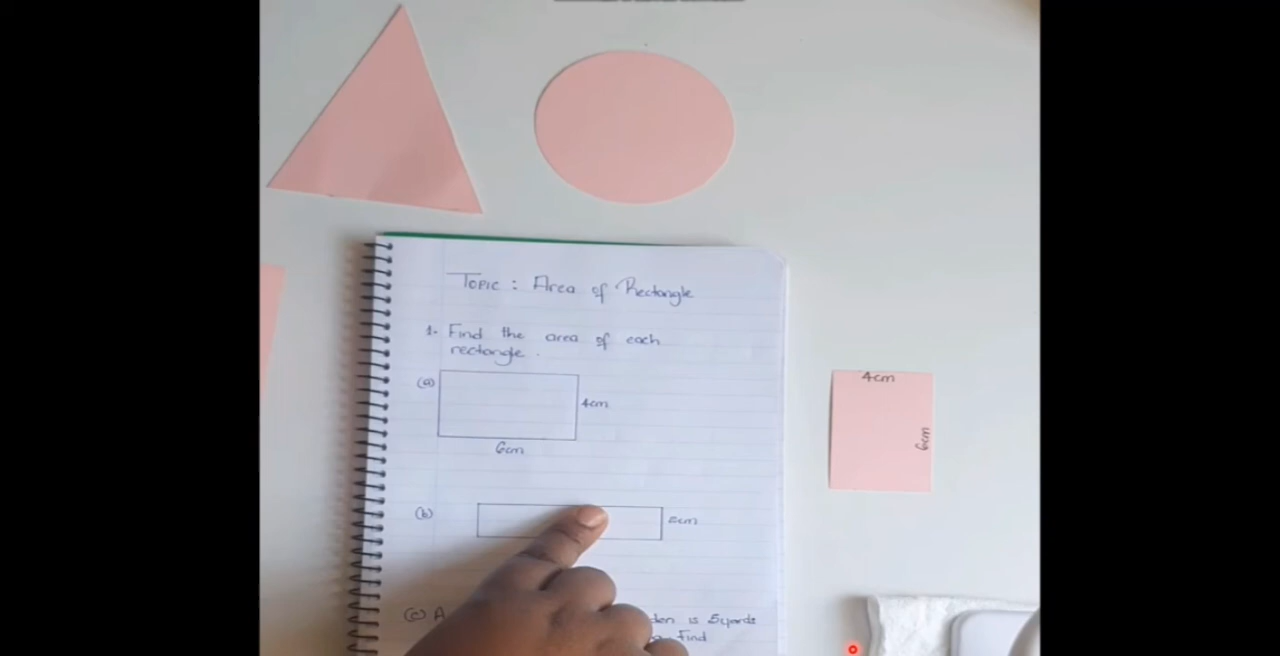 Topic : Area of Rectangle
1. Find the area of each
rectangle.
(a)
4cm
6cm
(b)
cm
(c) A
den is 5yards
Find
4cm
6cm